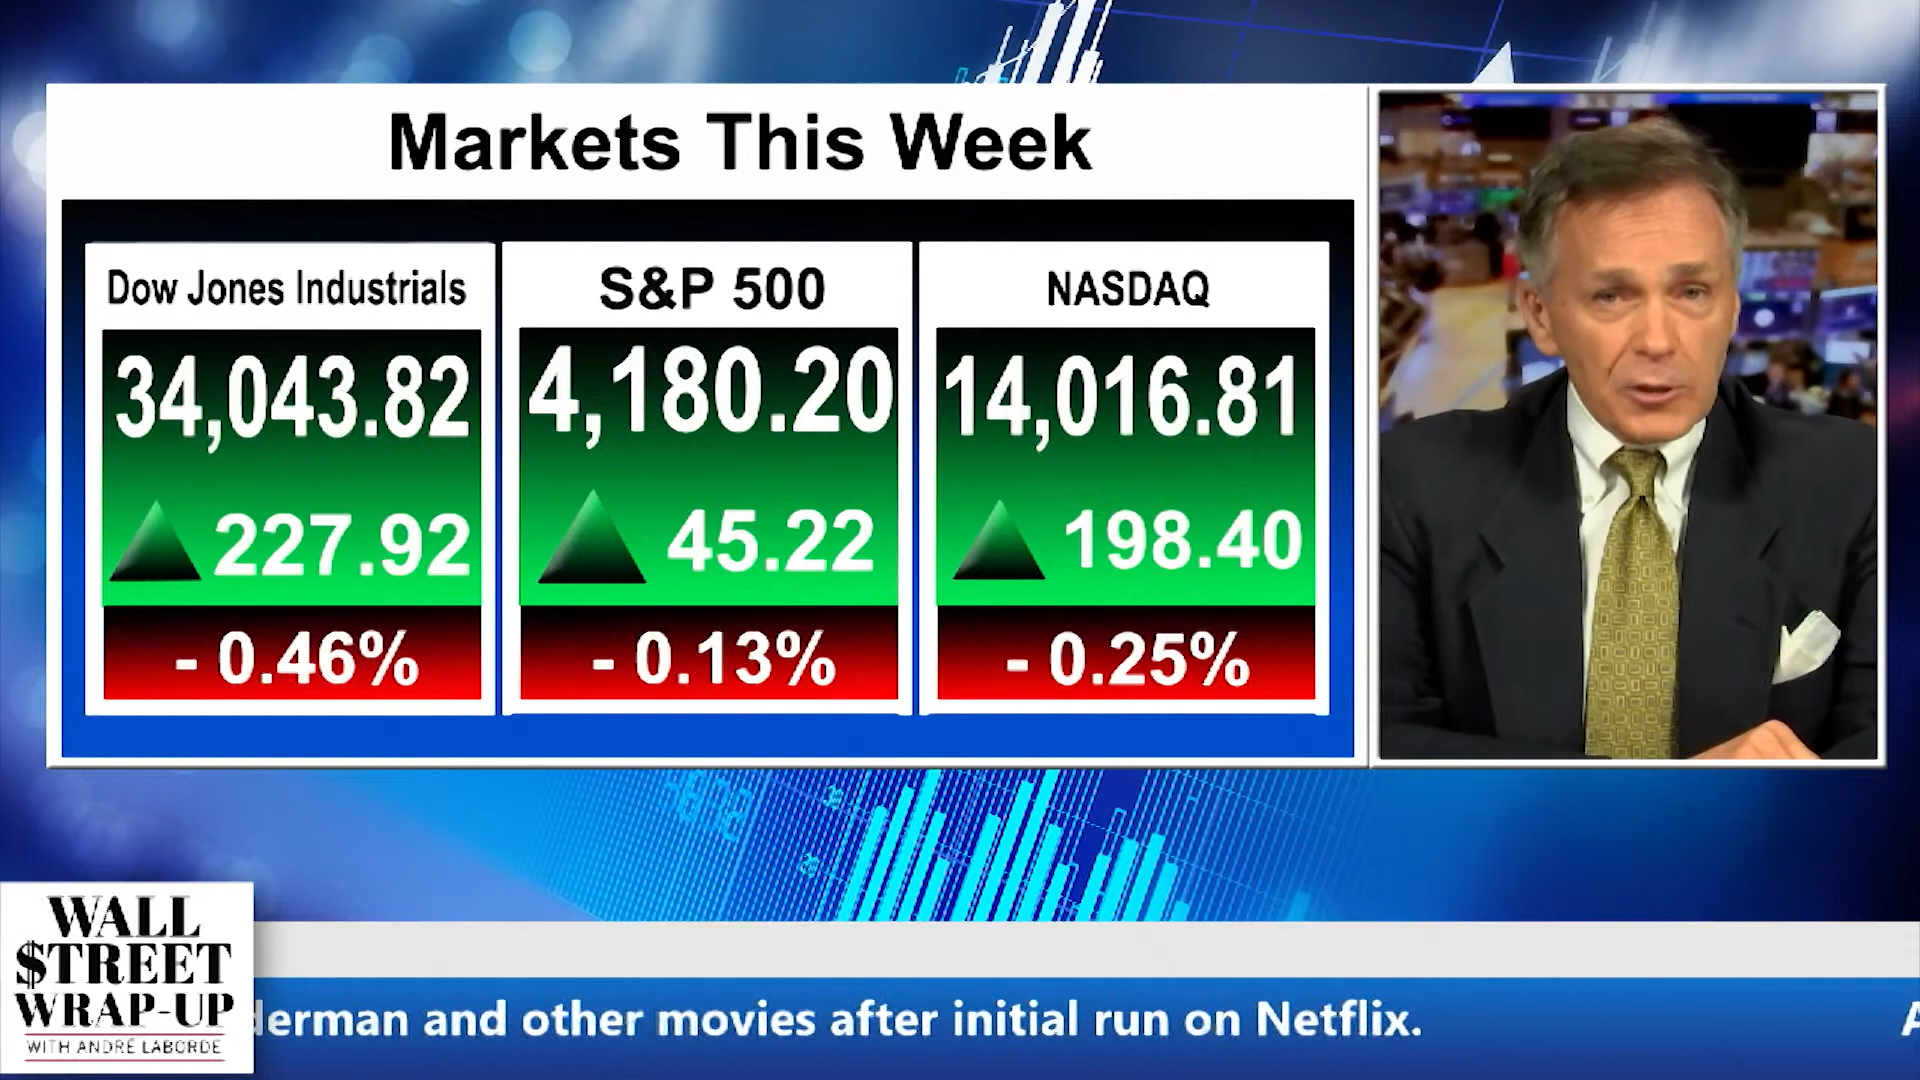 Markets This Week
Dow Jones Industrials
34,043.82
227.92
- 0.46%
S&P 500
4,180.20
45.22
- 0.13%
NASDAQ
14,016.81
198.40
- 0.25%
WALL
$TREET
WRAP-UP
WITH ANDRÉ LABORDE
derman and other movies after initial run on Netflix.